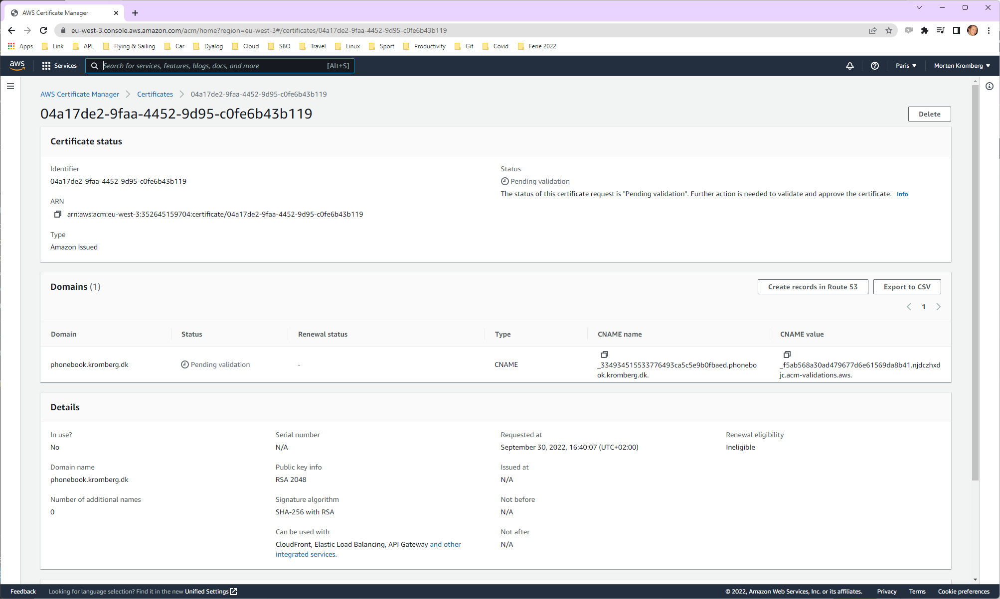 AWS Certificate Manager
eu-west-3.console.aws.amazon.com/acm/home?region=eu-west-3#/certificates/04a17de2-9faa-4452-9d95-c0fe6b43b119
Apps Link APL Flying & Sailing Car Dyalog Cloud SBO Travel Linux Sport Productivity Git Covid Ferie 2022
aws Services Search for services, features, blogs, docs, and more [Alt+S] Paris Morten Kromberg
AWS Certificate Manager Certificates 04a17de2-9faa-4452-9d95-c0fe6b43b119
04a17de2-9faa-4452-9d95-c0fe6b43b119
Delete
Certificate status
Identifier
04a17de2-9faa-4452-9d95-c0fe6b43b119
ARN
arn:aws:acm:eu-west-3:352645159704:certificate/04a17de2-9faa-4452-9d95-c0fe6b43b119
Type
Amazon Issued
Status
Pending validation
The status of this certificate request is "Pending validation". Further action is needed to validate and approve the certificate. Info
Domains (1)
Create records in Route 53 Export to CSV
1
Domain Status Renewal status Type CNAME name CNAME value
phonebook.kromberg.dk Pending validation - CNAME
_334934515533776493ca5c5e9b0fbaed.phonebo
ok.kromberg.dk.
_f5ab568a30ad479677d6e61569da8b41.njdczhxd
jc.acm-validations.aws.
Details
In use?
No
Domain name
phonebook.kromberg.dk
Number of additional names
0
Serial number
N/A
Public key info
RSA 2048
Signature algorithm
SHA-256 with RSA
Can be used with
CloudFront, Elastic Load Balancing, API Gateway and other
integrated services.
Requested at
September 30, 2022, 16:40:07 (UTC+02:00)
Issued at
N/A
Not before
N/A
Not after
N/A
Renewal eligibility
Ineligible
Feedback Looking for language selection? Find it in the new Unified Settings © 2022, Amazon Web Services, Inc. or its affiliates. Privacy Terms Cookie preferences